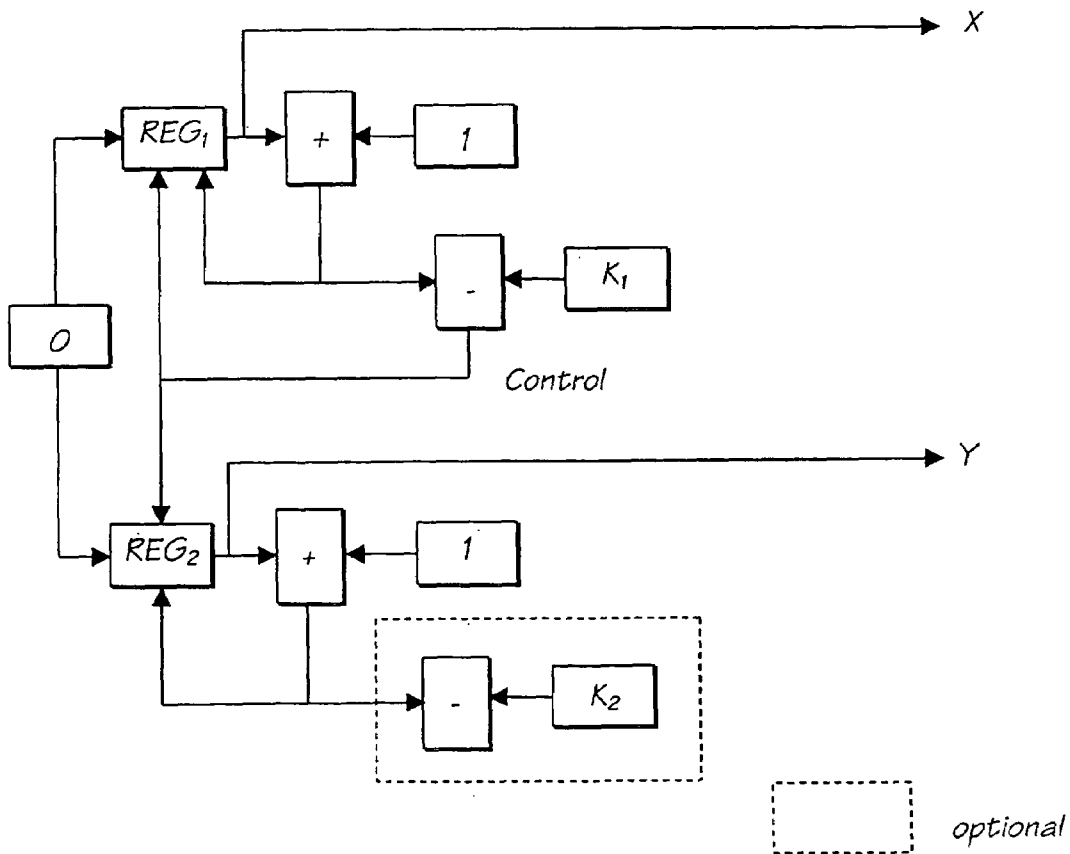 X
REG₁
+
1
-
K₁
0
Control
Y
REG₂
+
1
-
K₂
optional